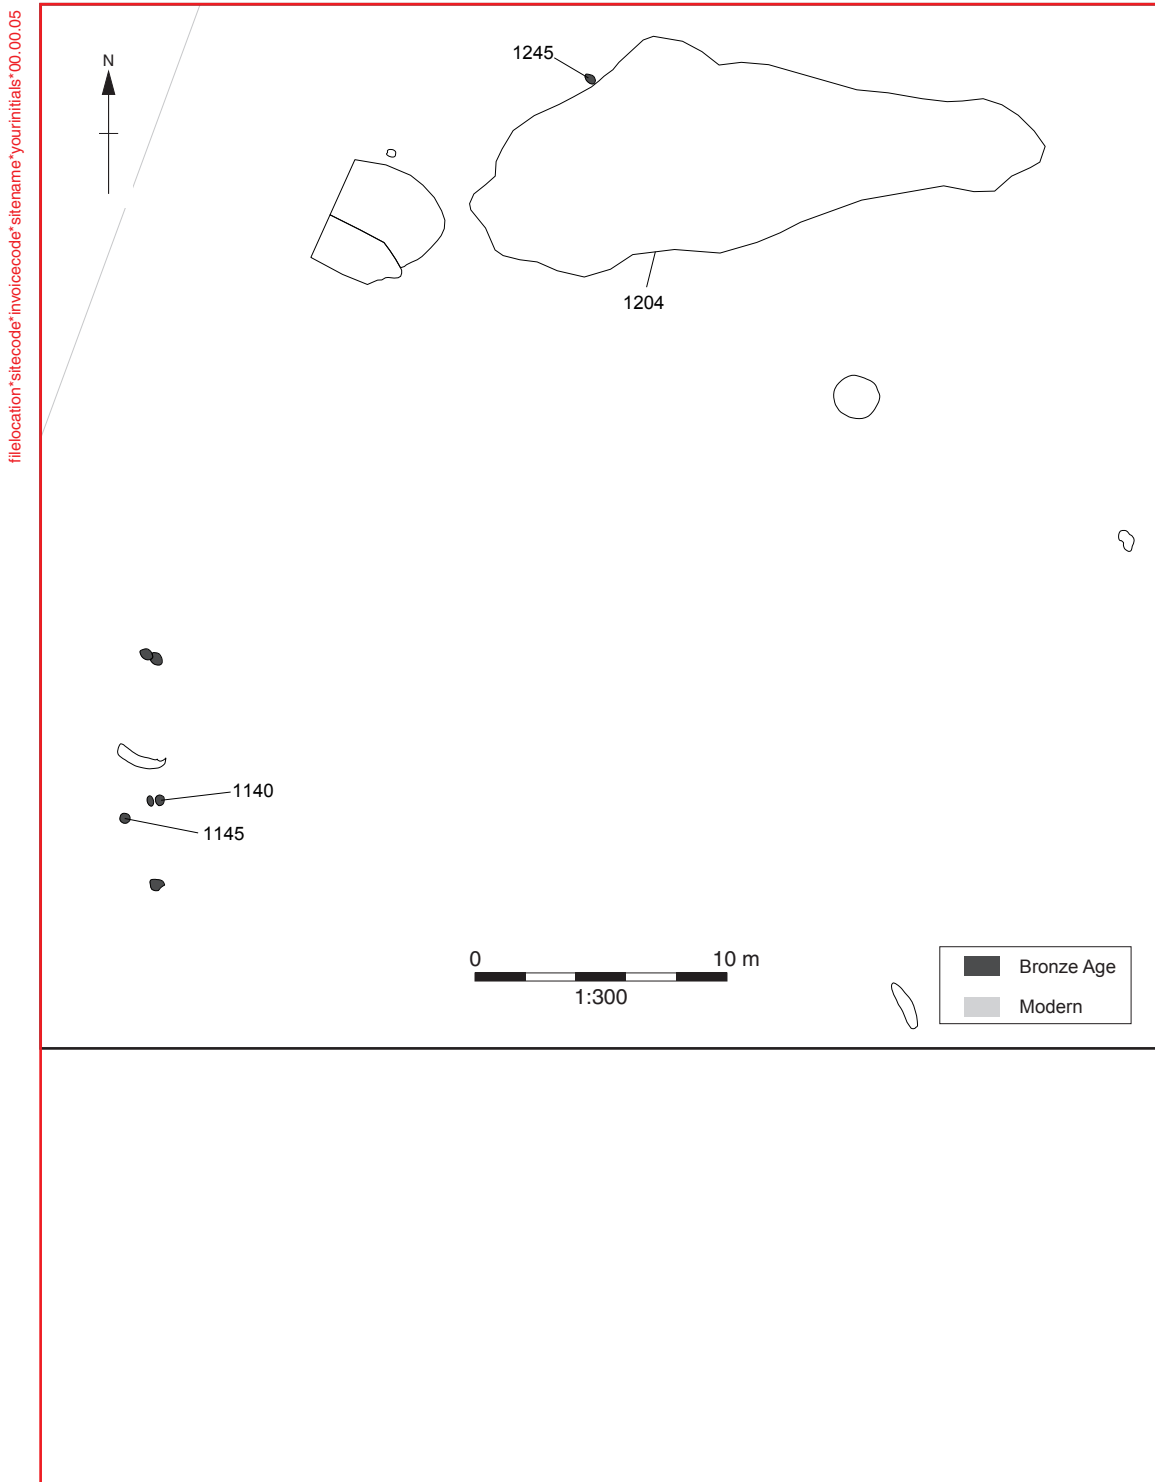 filelocation*sitecode*invoicecode*sitename*yourinitials*00.00.05
N
1245
1204
1140
1145
0 10 m
1:300
Bronze Age
Modern